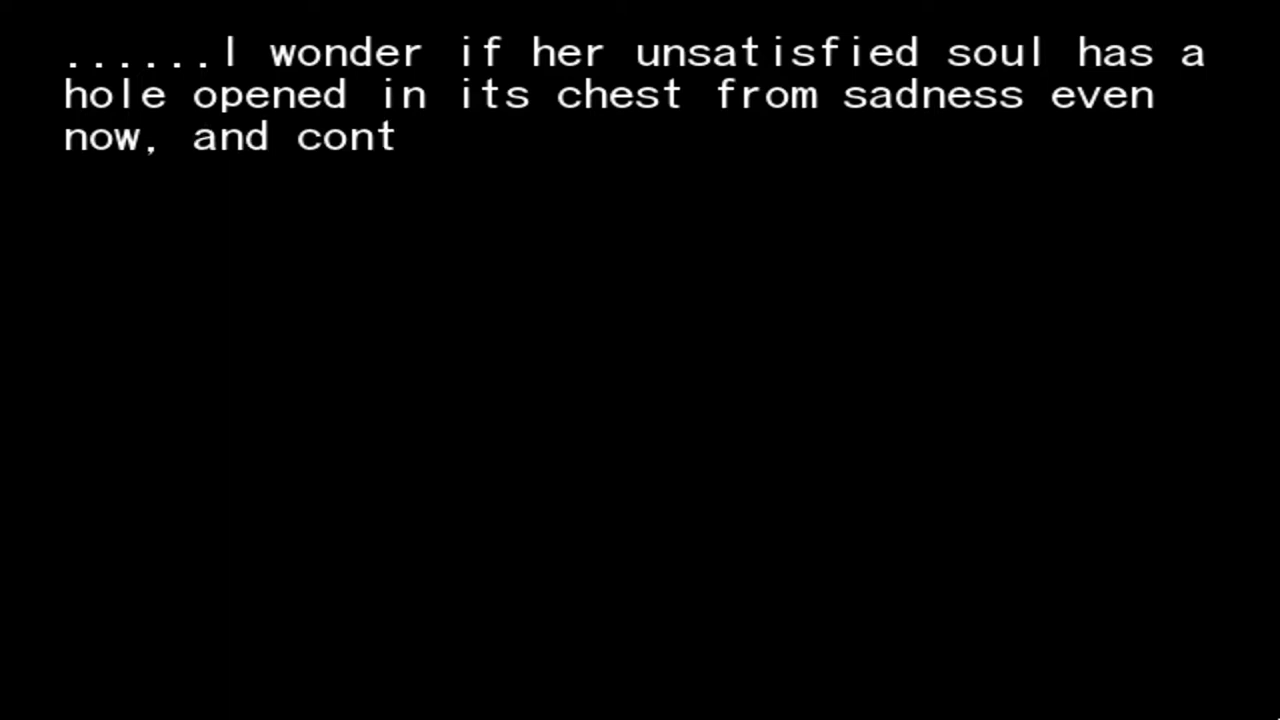 ......I wonder if her unsatisfied soul has a
hole opened in its chest from sadness even
now, and cont